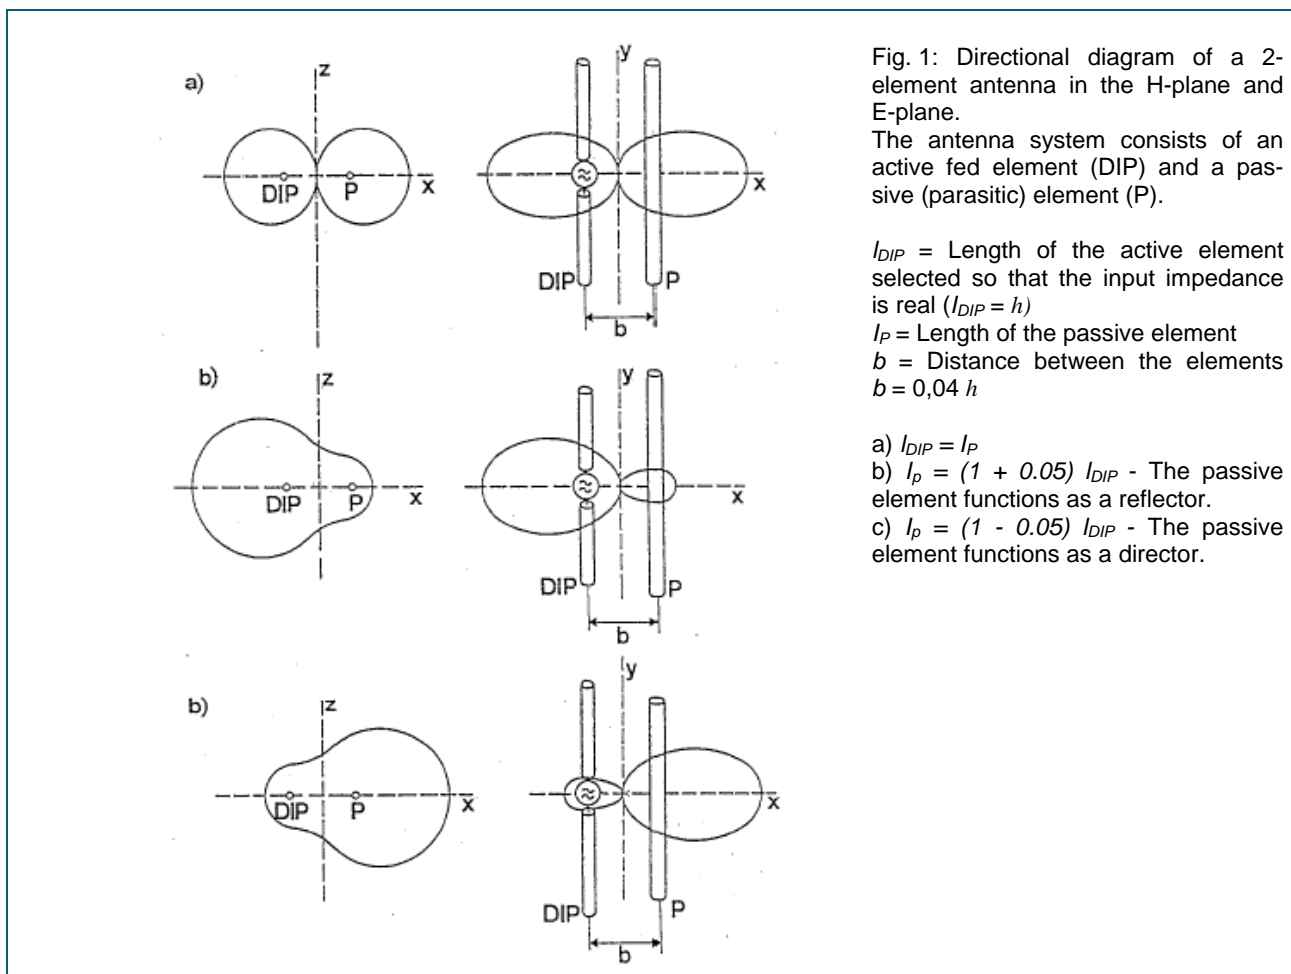 a)
z
x
DIP
P
y
x
DIP
P
b
b)
z
x
DIP
P
y
x
DIP
P
b
b)
z
x
DIP
P
y
x
DIP
P
b
Fig. 1: Directional diagram of a 2-
element antenna in the H-plane and
E-plane.
The antenna system consists of an
active fed element (DIP) and a pas-
sive (parasitic) element (P).
lDIP = Length of the active element
selected so that the input impedance
is real (lDIP = h)
lP = Length of the passive element
b = Distance between the elements
b = 0,04 h
a) lDIP = lP
b) lp = (1 + 0.05) lDIP - The passive
element functions as a reflector.
c) lp = (1 - 0.05) lDIP - The passive
element functions as a director.